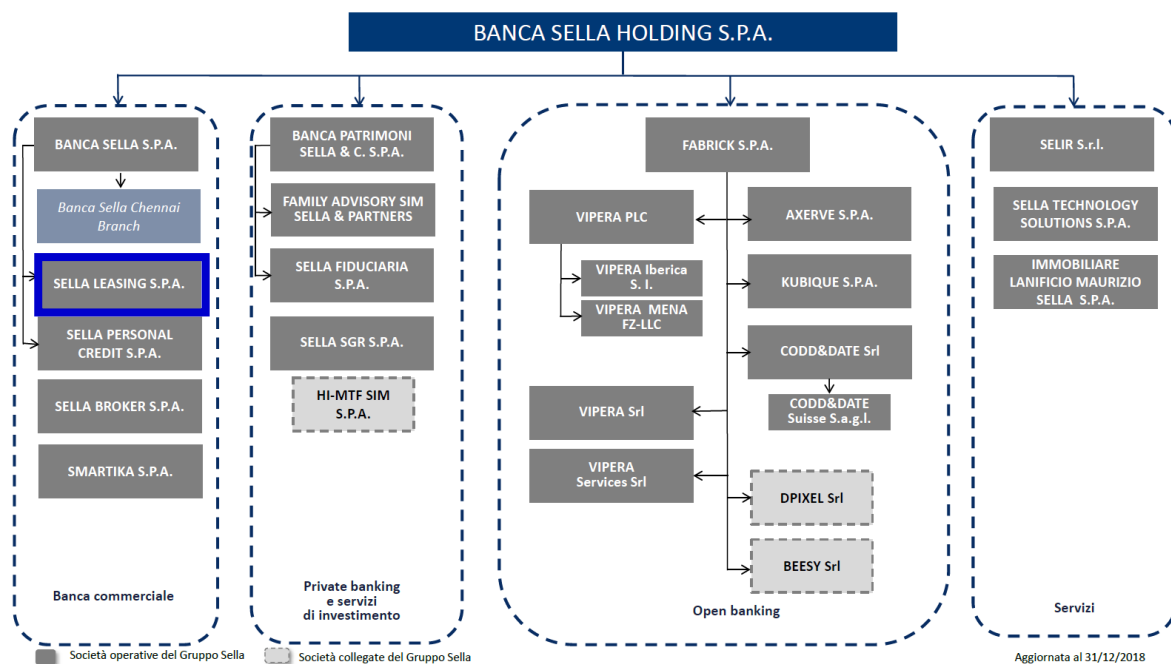 BANCA SELLA HOLDING S.P.A.
BANCA SELLA S.P.A.
Banca Sella Chennai
Branch
SELLA LEASING S.P.A.
SELLA PERSONAL
CREDIT S.P.A.
SELLA BROKER S.P.A.
SMARTIKA S.P.A.
Banca commerciale
BANCA PATRIMONI
SELLA & C. S.P.A.
FAMILY ADVISORY SIM
SELLA & PARTNERS
SELLA FIDUCIARIA
S.P.A.
SELLA SGR S.P.A.
HI-MTF SIM
S.P.A.
Private banking
e servizi
di investimento
FABRICK S.P.A.
VIPERA PLC
VIPERA Iberica
S. I.
VIPERA MENA
FZ-LLC
VIPERA Srl
VIPERA
Services Srl
AXERVE S.P.A.
KUBIQUE S.P.A.
CODD&DATE Srl
CODD&DATE
Suisse S.a.g.l.
DPIXEL Srl
BEESY Srl
Open banking
SELIR S.r.l.
SELLA TECHNOLOGY
SOLUTIONS S.P.A.
IMMOBILIARE
LANIFICIO MAURIZIO
SELLA S.P.A.
Servizi
Società operative del Gruppo Sella
Società collegate del Gruppo Sella
Aggiornata al 31/12/2018